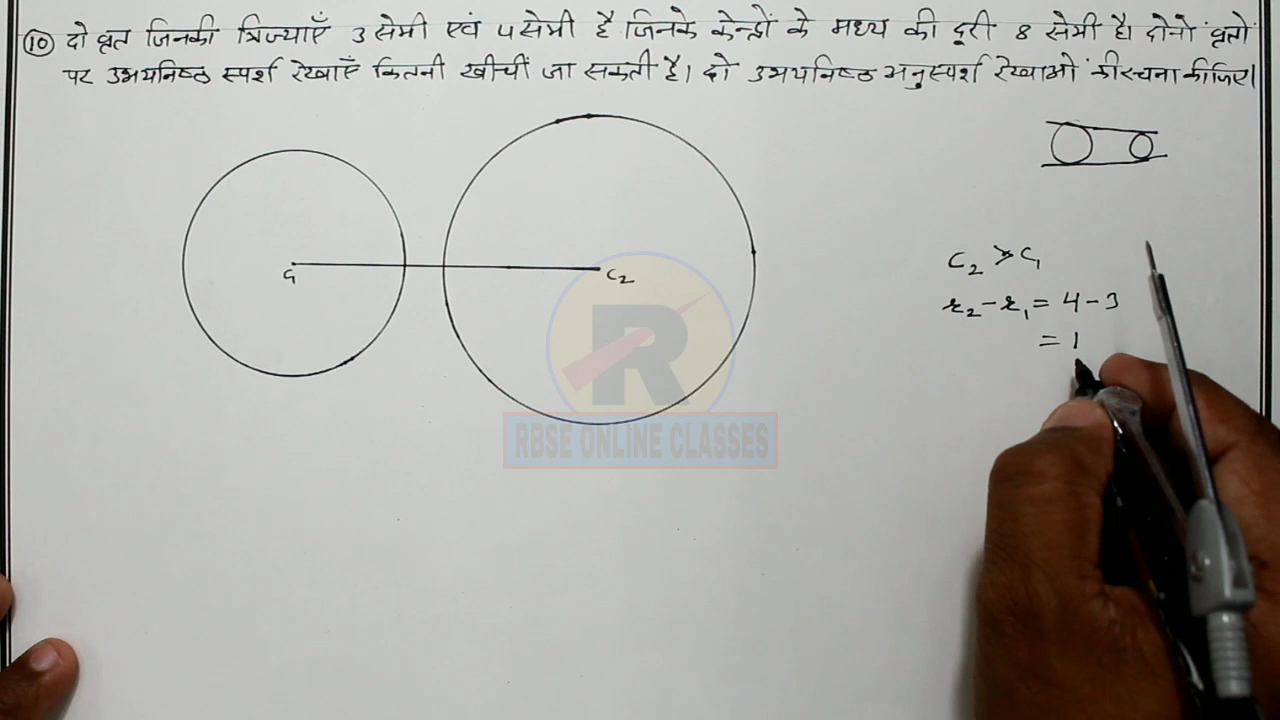 (10) दो वृत जिनकी त्रिज्याएँ 3 सेमी एवं 4 सेमी है जिनके केन्द्रों के मध्य की दूरी 8 सेमी है। दोनों वृतों
पर उभयनिष्ठ स्पर्श रेखाएँ कितनी खींचीं जा सकती है। दो उभयनिष्ठ अनुस्पर्श रेखाओं की रचना कीजिए।
C₂ > C₁
r₂ - r₁ = 4 - 3
= 1
C₁
C₂
R
RBSE ONLINE CLASSES